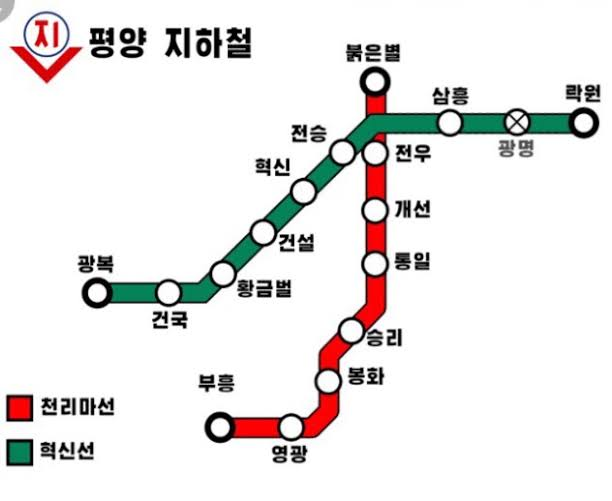 지
평양 지하철
붉은별
삼흥
락원
전승
광명
전우
혁신
개선
건설
통일
광복
황금벌
건국
승리
봉화
부흥
영광
천리마선
혁신선